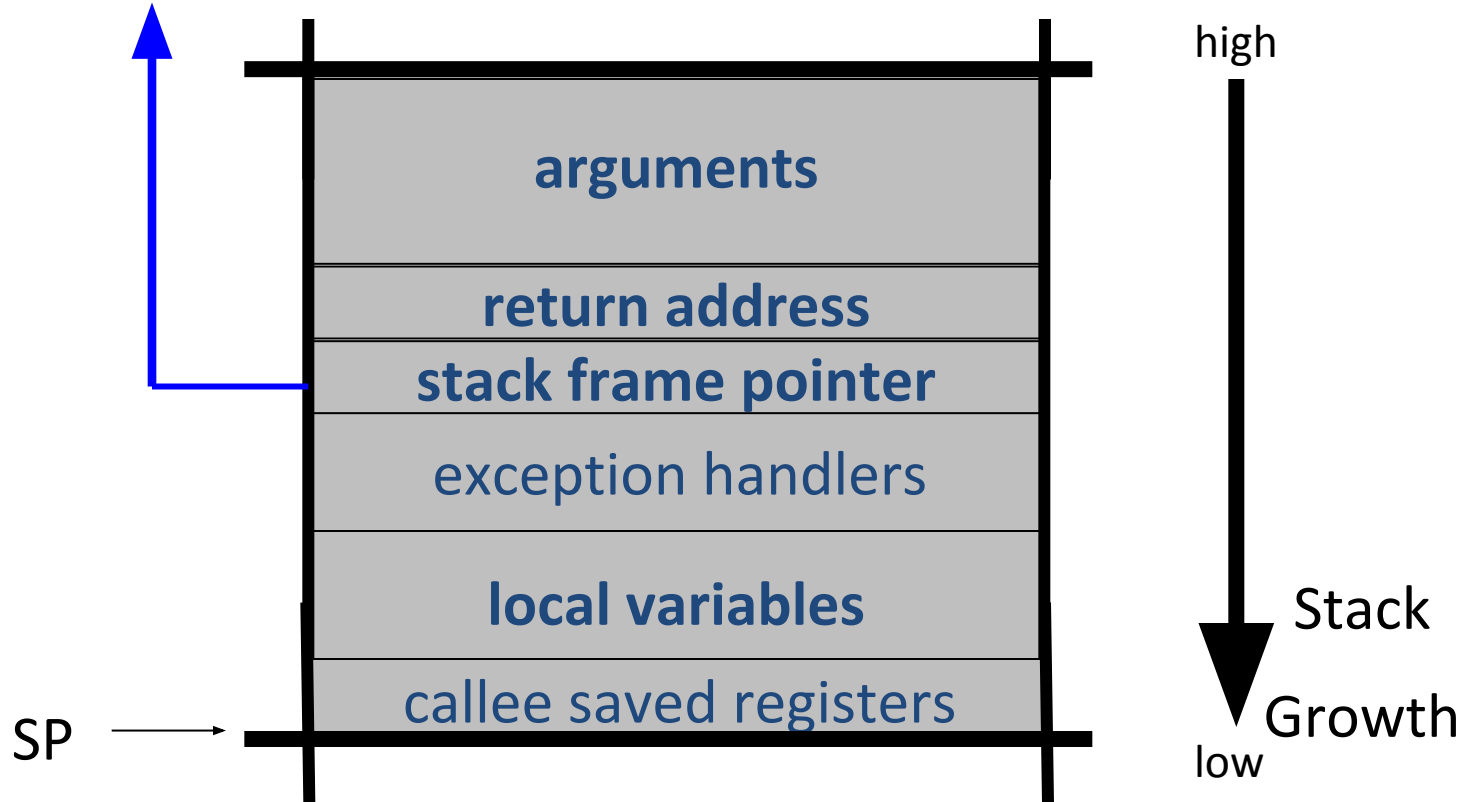 high
arguments
return address
stack frame pointer
exception handlers
local variables
Stack
callee saved registers
Growth
SP
low